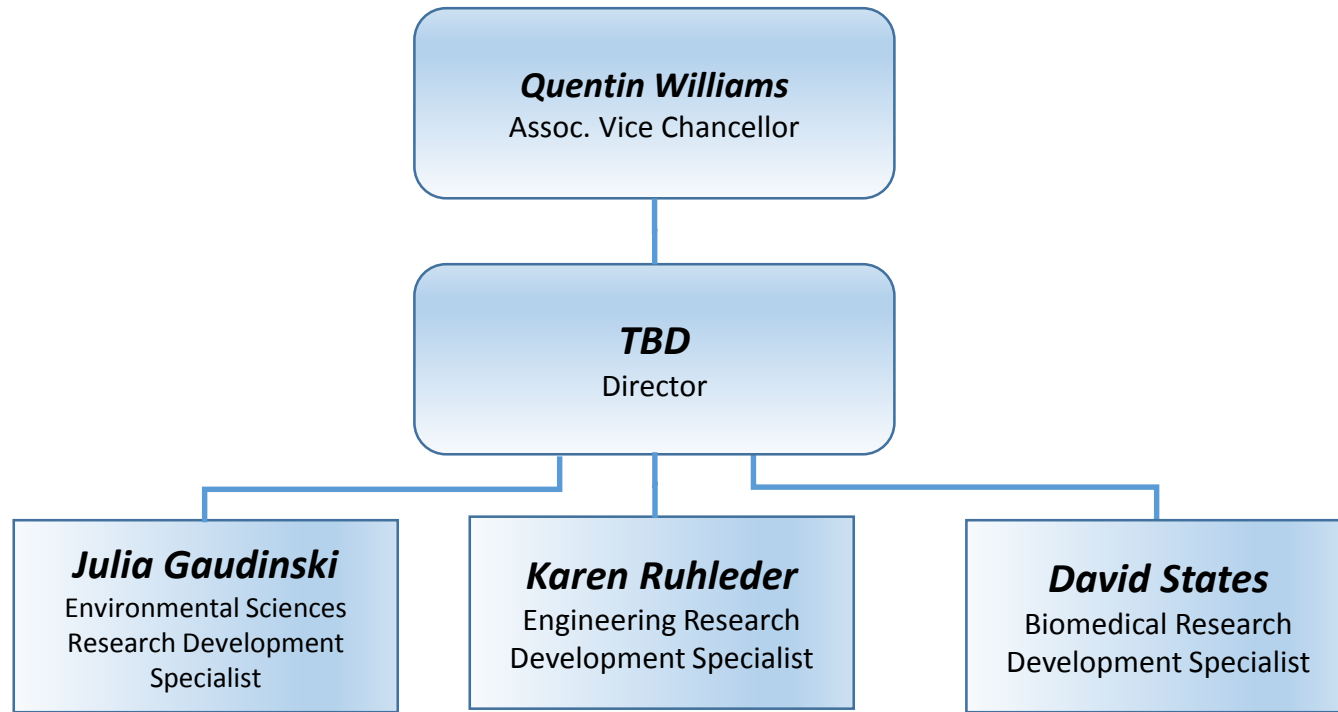 Quentin Williams
Assoc. Vice Chancellor
TBD
Director
Julia Gaudinski
Environmental Sciences
Research Development
Specialist
Karen Ruhleder
Engineering Research
Development Specialist
David States
Biomedical Research
Development Specialist